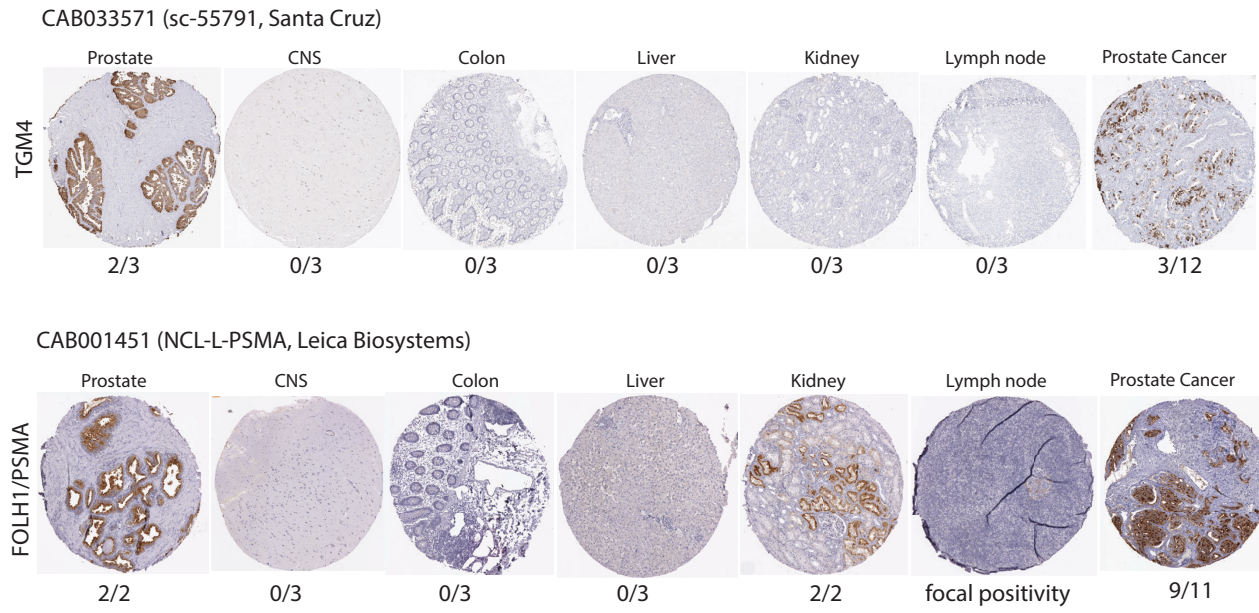 CAB033571 (sc-55791, Santa Cruz)
Prostate CNS Colon Liver Kidney Lymph node Prostate Cancer
TGM4
2/3 0/3 0/3 0/3 0/3 0/3 3/12
CAB001451 (NCL-L-PSMA, Leica Biosystems)
Prostate CNS Colon Liver Kidney Lymph node Prostate Cancer
FOLH1/PSMA
2/2 0/3 0/3 0/3 2/2 focal positivity 9/11